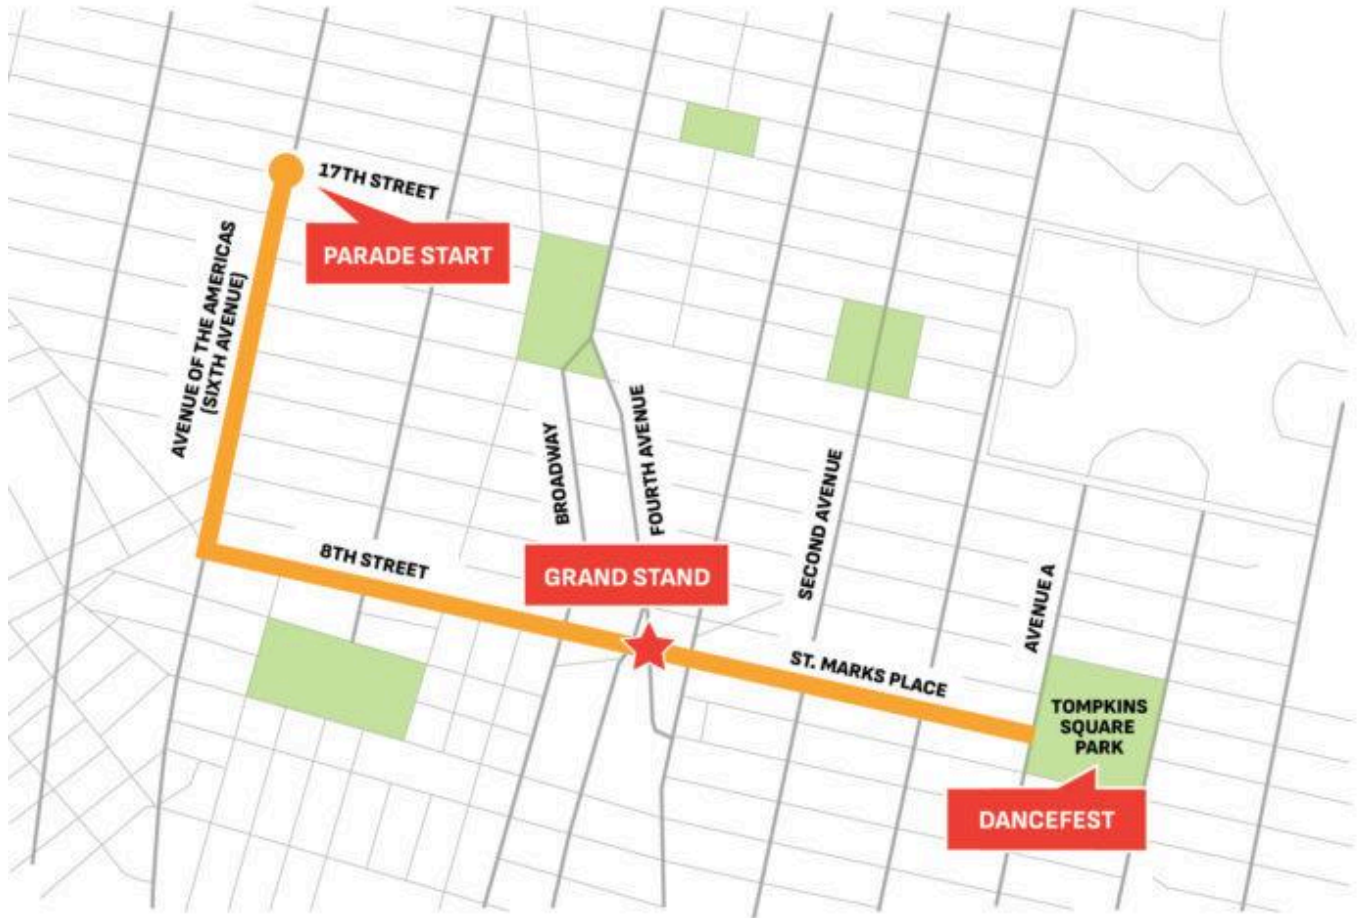 17TH STREET
PARADE START
AVENUE OF THE AMERICAS
(SIXTH AVENUE)
BROADWAY
FOURTH AVENUE
SECOND AVENUE
8TH STREET
GRAND STAND
AVENUE A
ST. MARKS PLACE
TOMPKINS
SQUARE
PARK
DANCEFEST